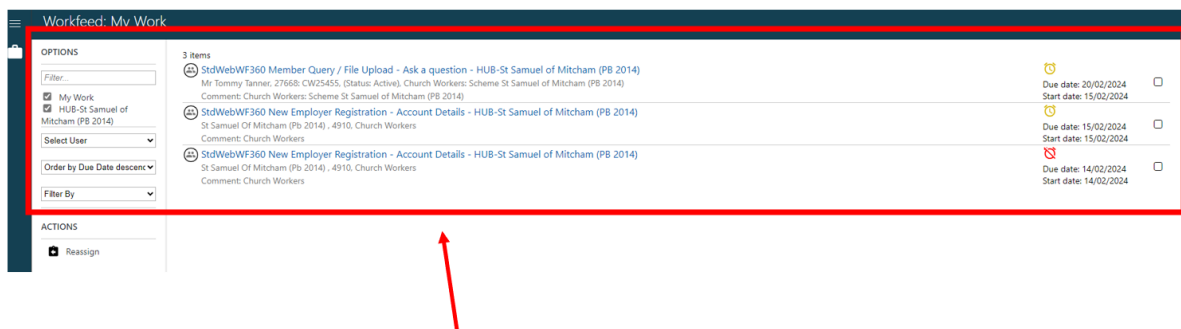 Workfeed: My Work
OPTIONS
Filter...
My Work
HUB-St Samuel of
Mitcham (PB 2014)
Select User
Order by Due Date descenc
Filter By
ACTIONS
Reassign
3 items
StdWebWF360 Member Query / File Upload - Ask a question - HUB-St Samuel of Mitcham (PB 2014)
Mr Tommy Tanner, 27668: CW25455, (Status: Active), Church Workers: Scheme St Samuel of Mitcham (PB 2014)
Comment: Church Workers: Scheme St Samuel of Mitcham (PB 2014)
Due date: 20/02/2024
Start date: 15/02/2024
StdWebWF360 New Employer Registration - Account Details - HUB-St Samuel of Mitcham (PB 2014)
St Samuel Of Mitcham (Pb 2014) , 4910, Church Workers
Comment: Church Workers
Due date: 15/02/2024
Start date: 15/02/2024
StdWebWF360 New Employer Registration - Account Details - HUB-St Samuel of Mitcham (PB 2014)
St Samuel Of Mitcham (Pb 2014) , 4910, Church Workers
Comment: Church Workers
Due date: 14/02/2024
Start date: 14/02/2024